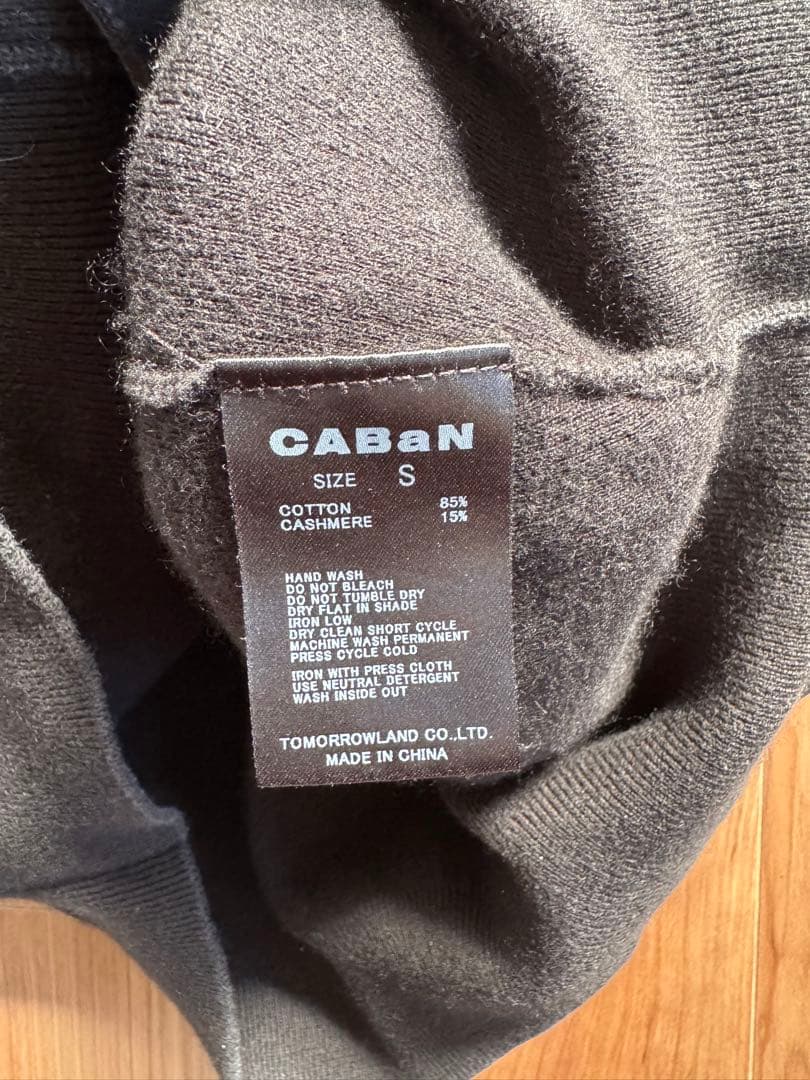 CABaN
SIZE S
COTTON 85%
CASHMERE 15%
HAND WASH
DO NOT BLEACH
DO NOT TUMBLE DRY
DRY FLAT IN SHADE
IRON LOW
DRY CLEAN SHORT CYCLE
MACHINE WASH PERMANENT
PRESS CYCLE COLD
IRON WITH PRESS CLOTH
USE NEUTRAL DETERGENT
WASH INSIDE OUT
TOMORROWLAND CO.,LTD.
MADE IN CHINA